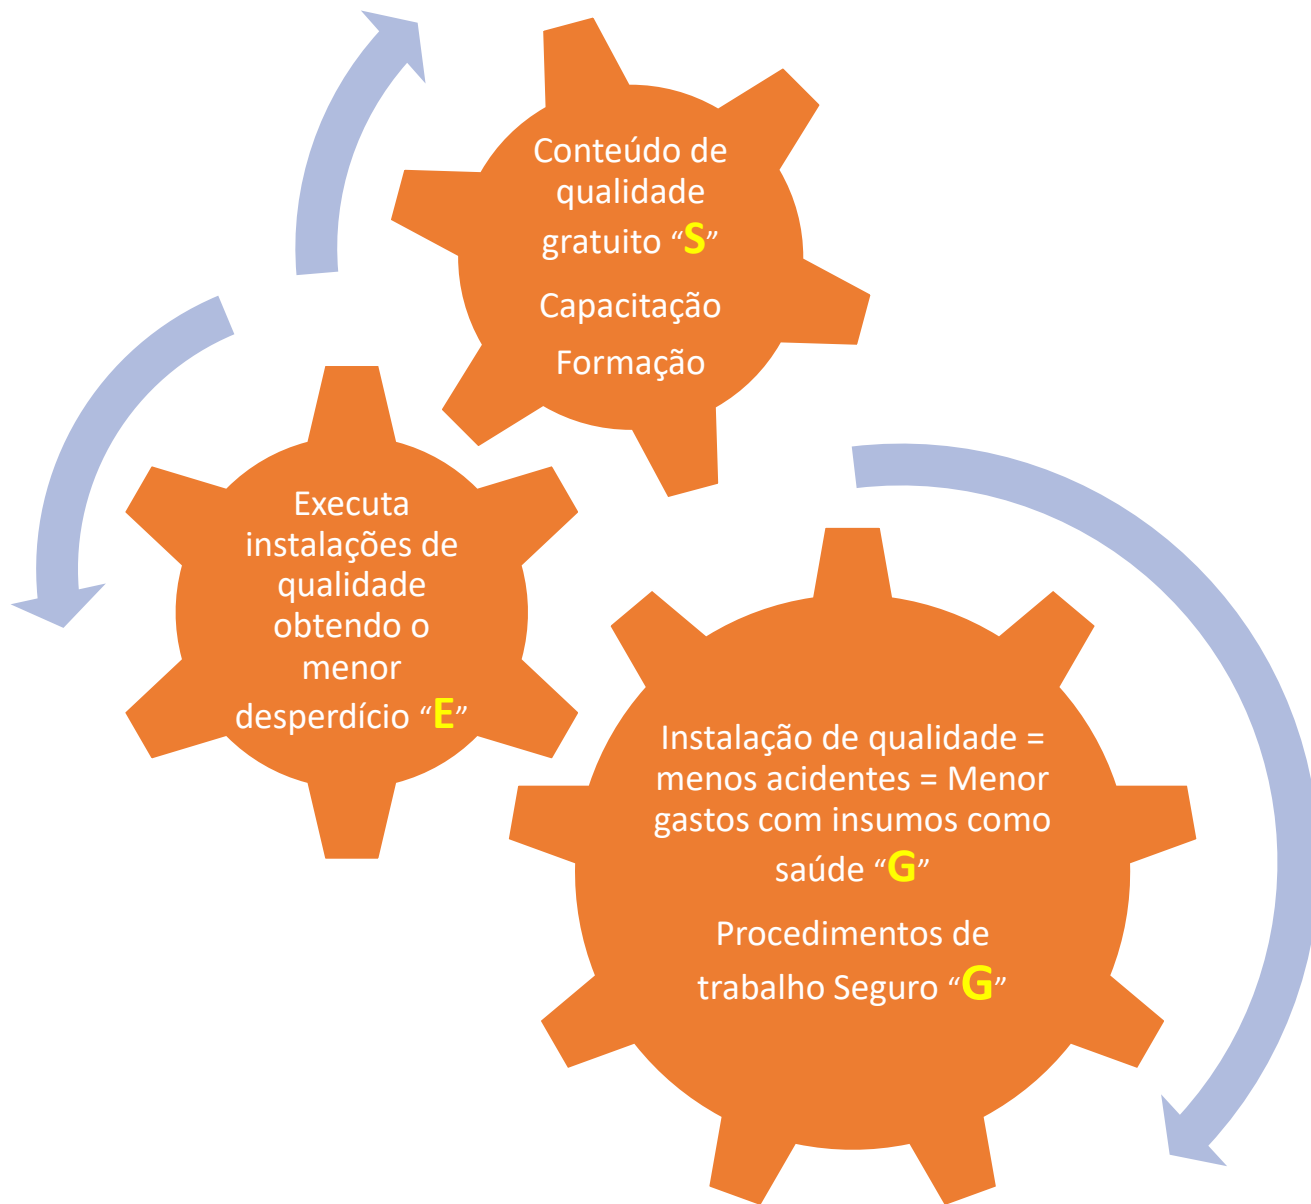 Conteúdo de
qualidade
gratuito “S”
Capacitação
Formação
Executa
instalações de
qualidade
obtendo o
menor
desperdício “E”
Instalação de qualidade =
menos acidentes = Menor
gastos com insumos como
saúde “G”
Procedimentos de
trabalho Seguro “G”